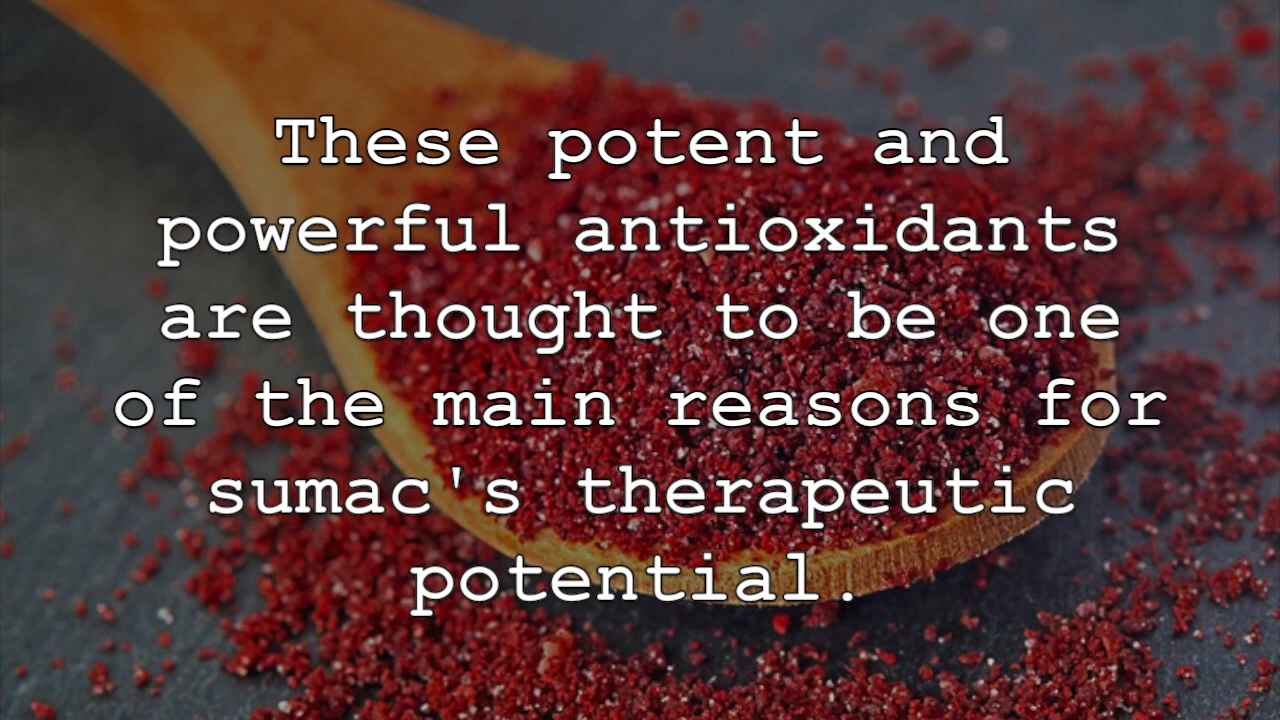 These potent and
powerful antioxidants
are thought to be one
of the main reasons for
sumac's therapeutic
potential.